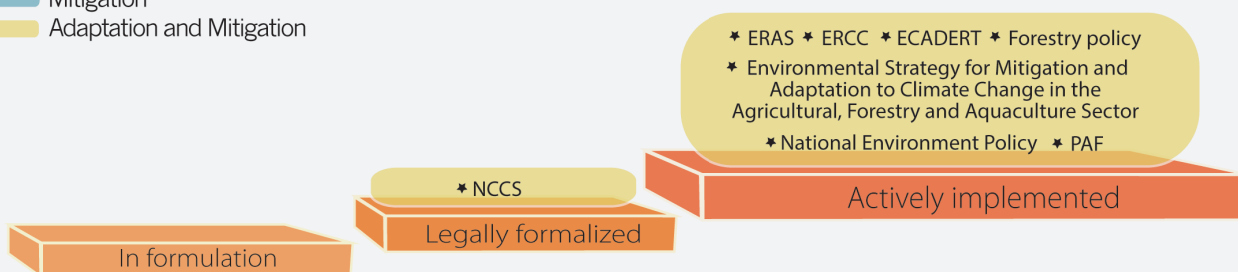 Mitigation
Adaptation and Mitigation
★ ERAS ★ ERCC ★ ECADERT ★ Forestry policy
★ Environmental Strategy for Mitigation and
Adaptation to Climate Change in the
Agricultural, Forestry and Aquaculture Sector
★ National Environment Policy ★ PAF
★ NCCS
Actively implemented
Legally formalized
In formulation